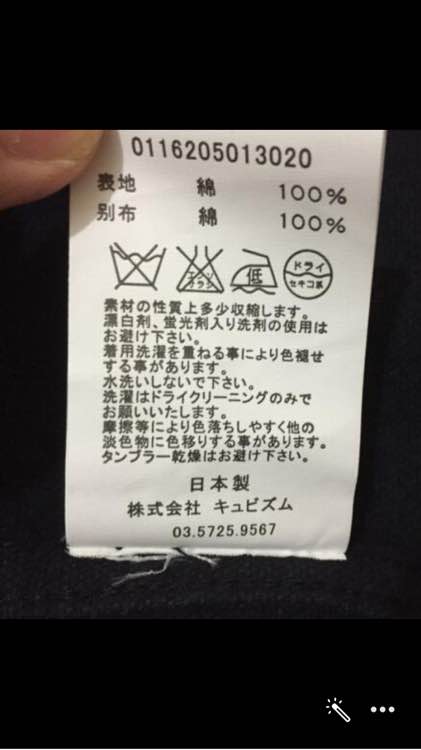 0116205013020
表地 綿 100%
別布 綿 100%
エンソ
サラシ
低
ドライ
セキユ系
素材の性質上多少収縮します。
漂白剤、蛍光剤入り洗剤の使用は
お避け下さい。
着用洗濯を重ねる事により色褪せ
する事があります。
水洗いしないで下さい。
洗濯はドライクリーニングのみで
お願いいたします。
摩擦等により色落ちしやすく他の
淡色物に色移りする事があります。
タンブラー乾燥はお避け下さい。
日本製
株式会社 キュビズム
03.5725.9567